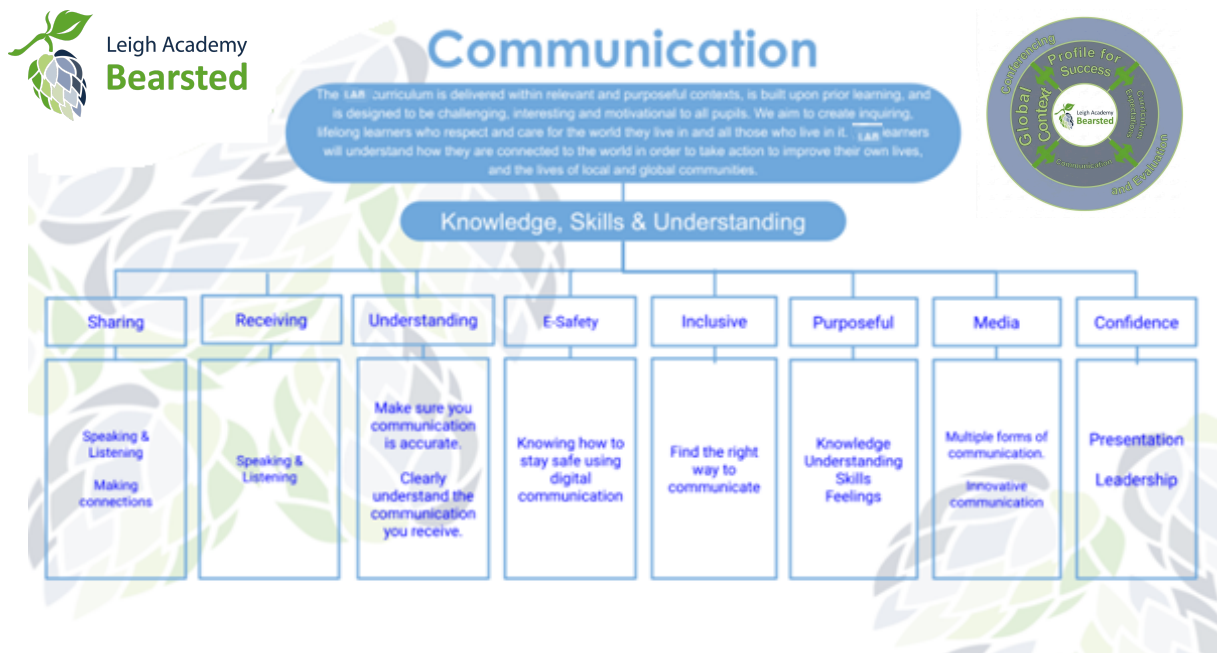 Leigh Academy
Bearsted
Communication
The LAB curriculum is delivered within relevant and purposeful contexts, is built upon prior learning, and
is designed to be challenging, interesting and motivational to all pupils. We aim to create inquiring,
lifelong learners who respect and care for the world they live in and all those who live in it. LAB learners
will understand how they are connected to the world in order to take action to improve their own lives,
and the lives of local and global communities.
Conferencing
and Evaluation
Profile for
Success
Global
Context
Communication
Leigh Academy
Bearsted
Knowledge, Skills & Understanding
Sharing
Receiving
Understanding
E-Safety
Inclusive
Purposeful
Media
Confidence
Speaking &
Listening
Making
connections
Speaking &
Listening
Make sure you
communication
is accurate.
Clearly
understand the
communication
you receive.
Knowing how to
stay safe using
digital
communication
Find the right
way to
communicate
Knowledge
Understanding
Skills
Feelings
Multiple forms of
communication.
Innovative
communication
Presentation
Leadership